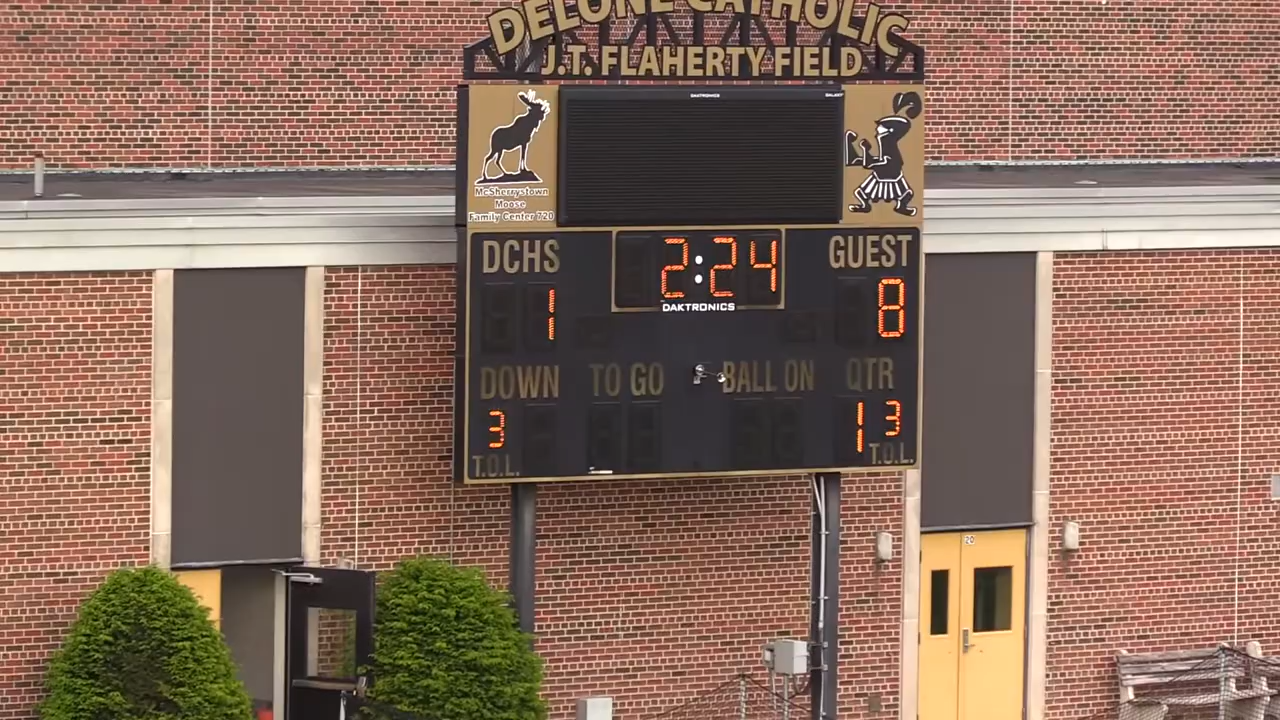 DELONE CATHOLIC
J.T. FLAHERTY FIELD
DAKTRONICS GALAXY
McSherrystown
Moose
Family Center 720
DCHS 2:24 GUEST
1 DAKTRONICS 8
DOWN TO GO BALL ON QTR
3 1 3
T.O.L. T.O.L.
20